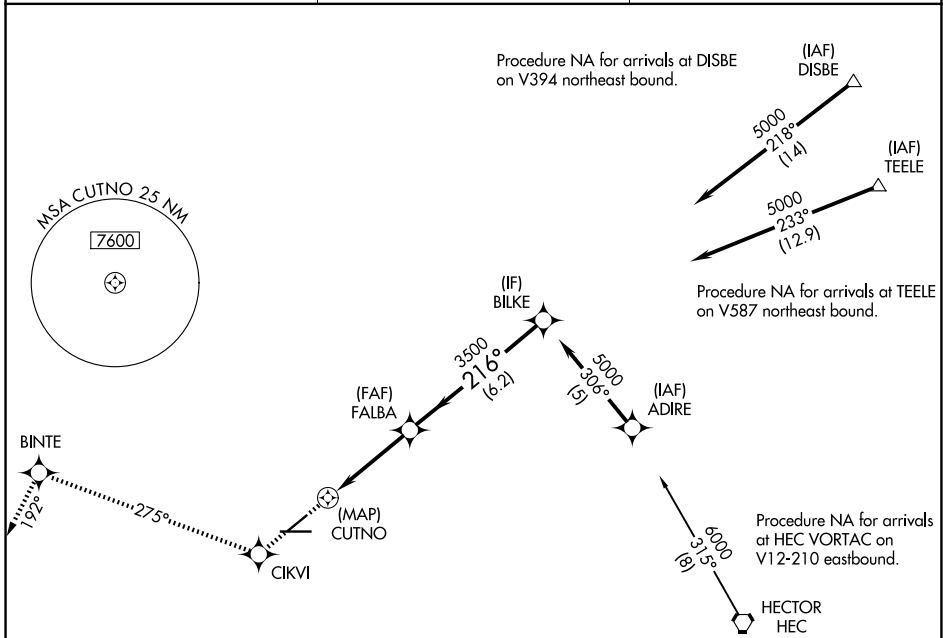 Procedure NA for arrivals at DISBE
on V394 northeast bound.
(IAF)
DISBE
5000
218°
(14)
(IAF)
TEELE
5000
233°
(12.9)
Procedure NA for arrivals at TEELE
on V587 northeast bound.
MSA CUTNO 25 NM
7600
(IF)
BILKE
3500
216°
(6.2)
5000
306°
(5)
(IAF)
ADIRE
(FAF)
FALBA
BINTE
192°
275°
(MAP)
CUTNO
CIKVI
6000
315°
(8)
Procedure NA for arrivals
at HEC VORTAC on
V12-210 eastbound.
HECTOR
HEC